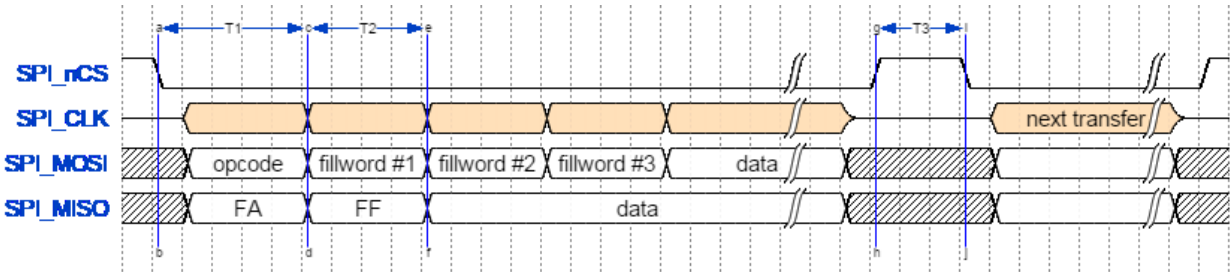 a T1 c T2 e g T3 i
SPI_nCS
SPI_CLK next transfer
SPI_MOSI opcode fillword #1 fillword #2 fillword #3 data
SPI_MISO FA FF data
b d f h j